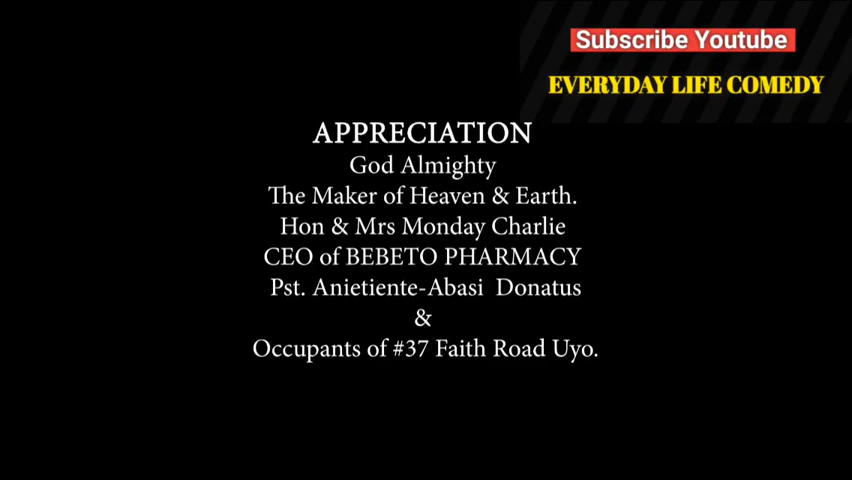 Subscribe Youtube
EVERYDAY LIFE COMEDY
APPRECIATION
God Almighty
The Maker of Heaven & Earth.
Hon & Mrs Monday Charlie
CEO of BEBETO PHARMACY
Pst. Anietiente-Abasi Donatus
&
Occupants of #37 Faith Road Uyo.